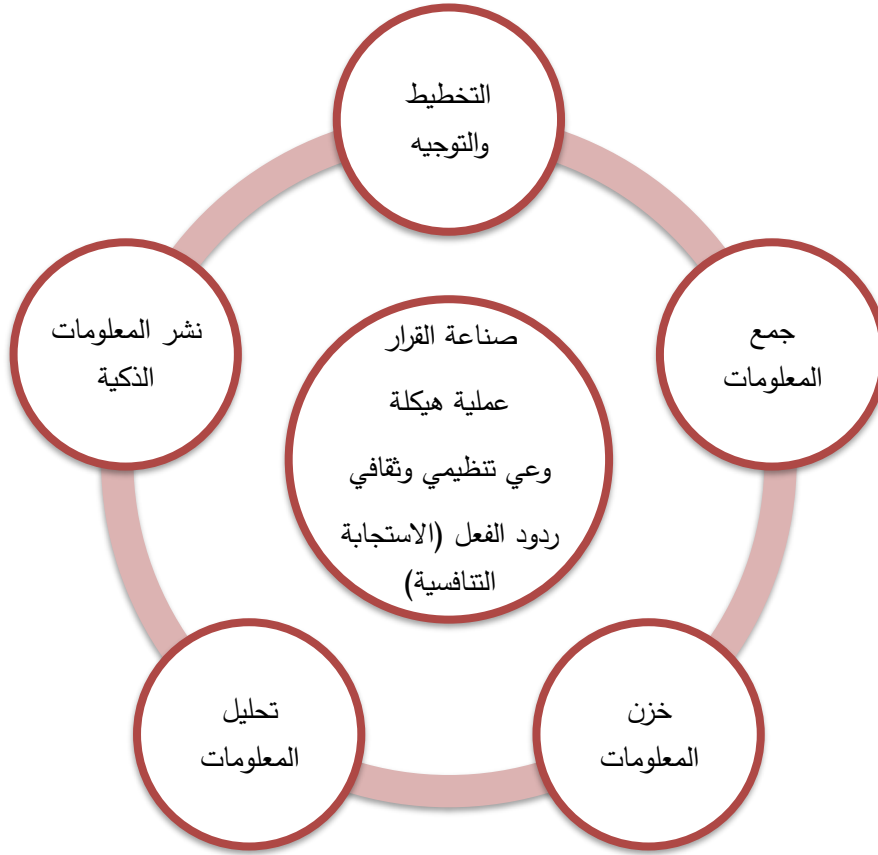 التخطيط
والتوجيه
جمع
المعلومات
خزن
المعلومات
تحليل
المعلومات
نشر المعلومات
الذكية
صناعة القرار
عملية هيكلة
وعي تنظيمي وثقافي
ردود الفعل (الاستجابة
التنافسية)